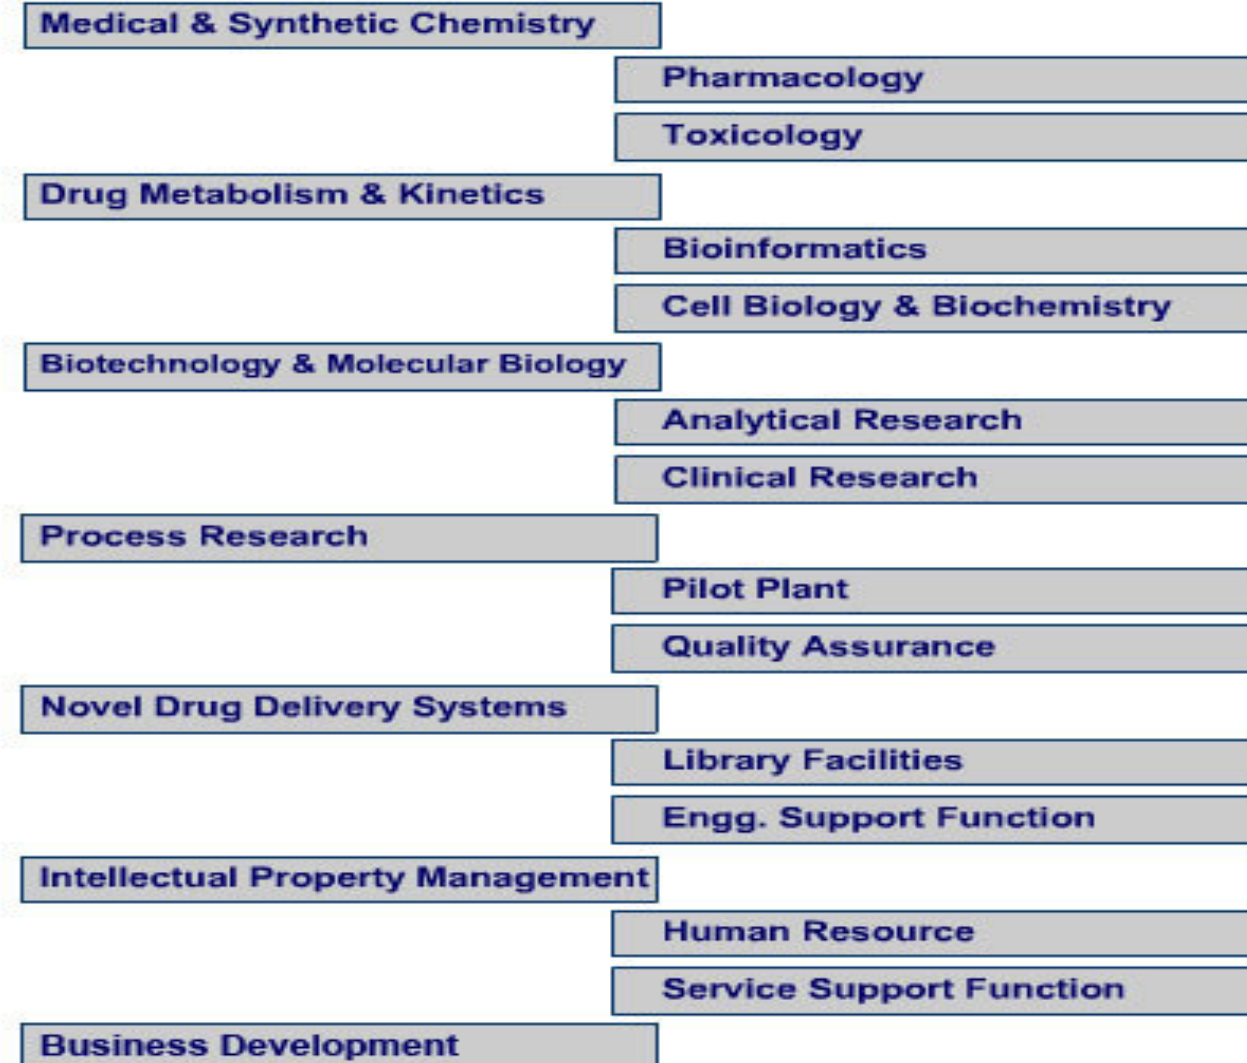 Medical & Synthetic Chemistry
Pharmacology
Toxicology
Drug Metabolism & Kinetics
Bioinformatics
Cell Biology & Biochemistry
Biotechnology & Molecular Biology
Analytical Research
Clinical Research
Process Research
Pilot Plant
Quality Assurance
Novel Drug Delivery Systems
Library Facilities
Engg. Support Function
Intellectual Property Management
Human Resource
Service Support Function
Business Development